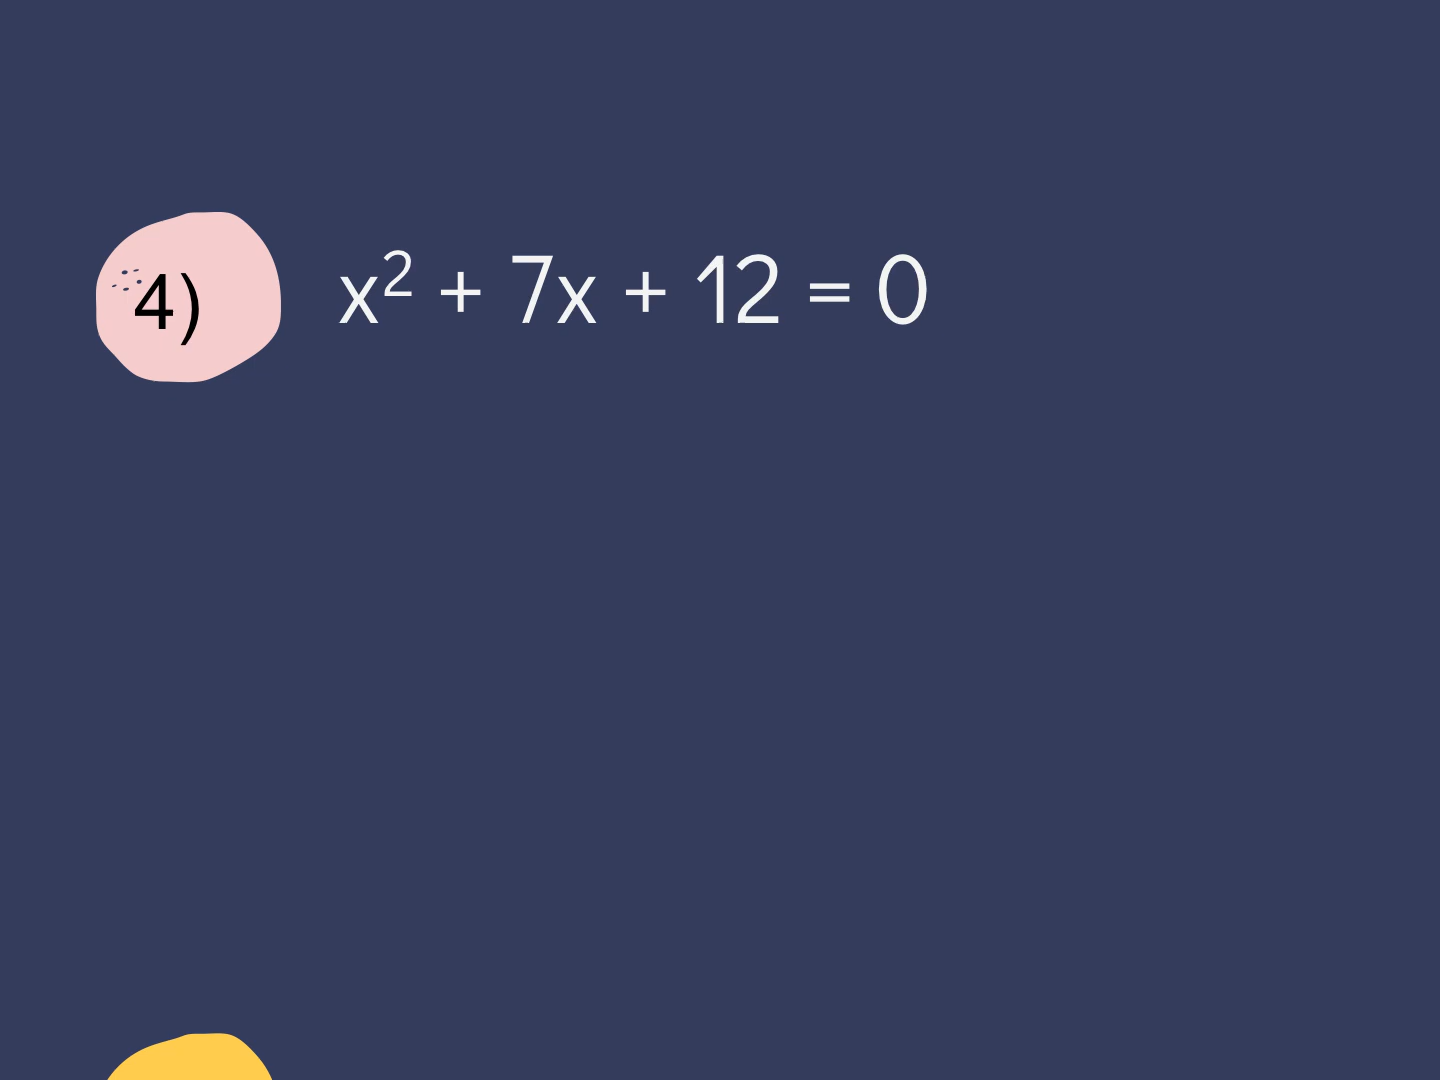 4) x² + 7x + 12 = 0